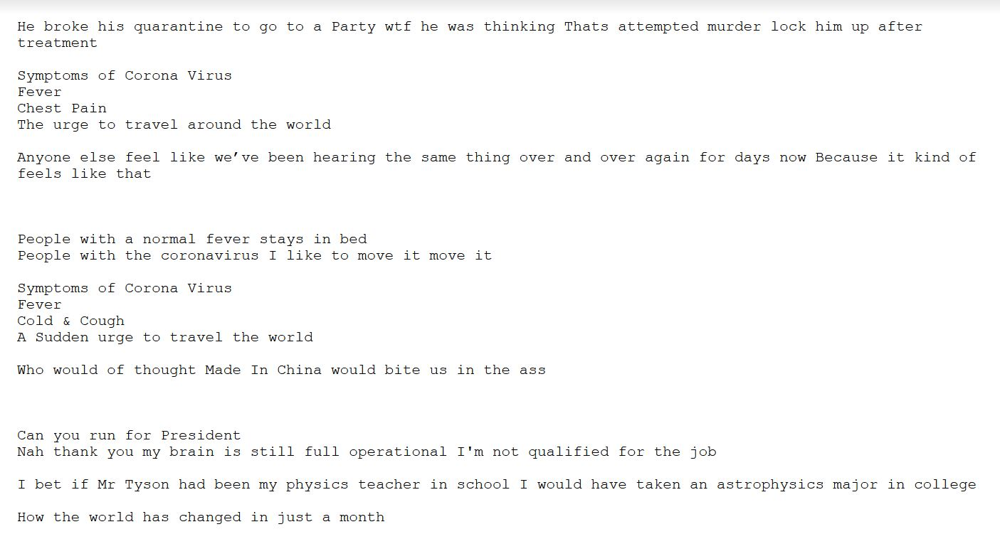 He broke his quarantine to go to a Party wtf he was thinking Thats attempted murder lock him up after
treatment
Symptoms of Corona Virus
Fever
Chest Pain
The urge to travel around the world
Anyone else feel like we’ve been hearing the same thing over and over again for days now Because it kind of
feels like that
People with a normal fever stays in bed
People with the coronavirus I like to move it move it
Symptoms of Corona Virus
Fever
Cold & Cough
A Sudden urge to travel the world
Who would of thought Made In China would bite us in the ass
Can you run for President
Nah thank you my brain is still full operational I'm not qualified for the job
I bet if Mr Tyson had been my physics teacher in school I would have taken an astrophysics major in college
How the world has changed in just a month